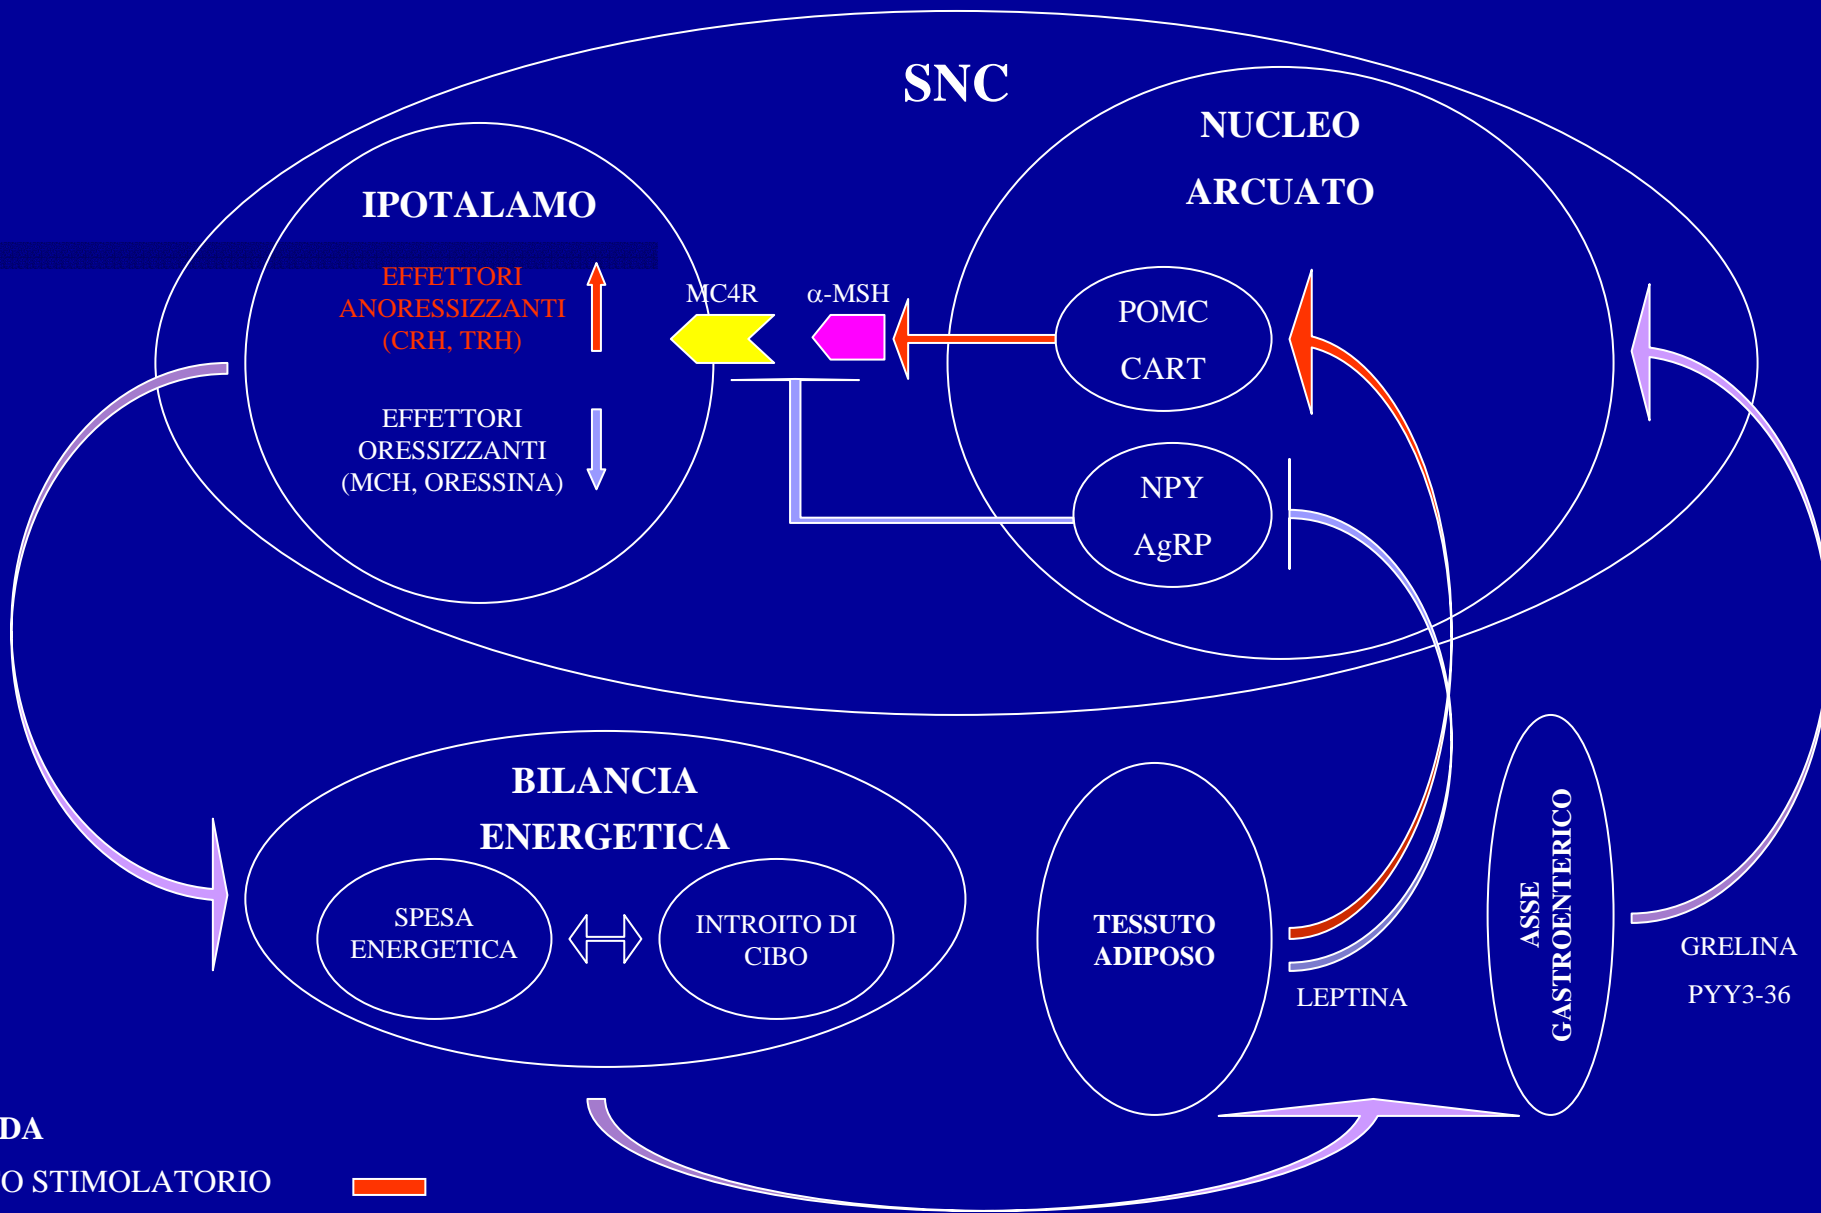 SNC
NUCLEO
ARCUATO
IPOTALAMO
EFFETTORI
ANORESSIZZANTI
(CRH, TRH)
MC4R
α-MSH
POMC
CART
EFFETTORI
ORESSIZZANTI
(MCH, ORESSINA)
NPY
AgRP
BILANCIA
ENERGETICA
SPESA
ENERGETICA
INTROITO DI
CIBO
TESSUTO
ADIPOSO
LEPTINA
ASSE
GASTROENTERICO
GRELINA
PYY3-36
DA
O STIMOLATORIO